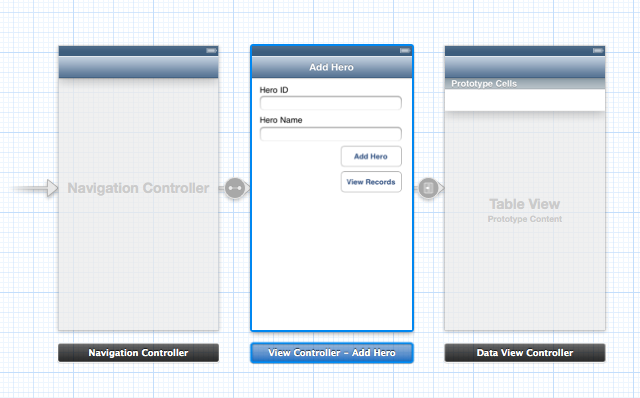 Navigation Controller
Navigation Controller
Add Hero
Hero ID
Hero Name
Add Hero
View Records
View Controller – Add Hero
Prototype Cells
Table View
Prototype Content
Data View Controller